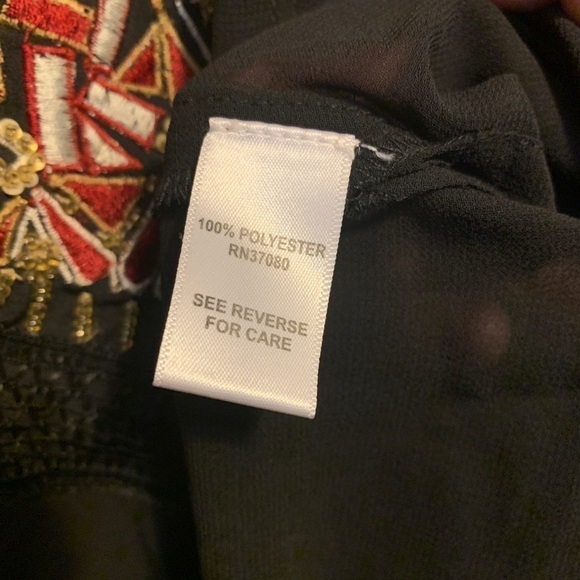 100% POLYESTER
RN37080
SEE REVERSE
FOR CARE